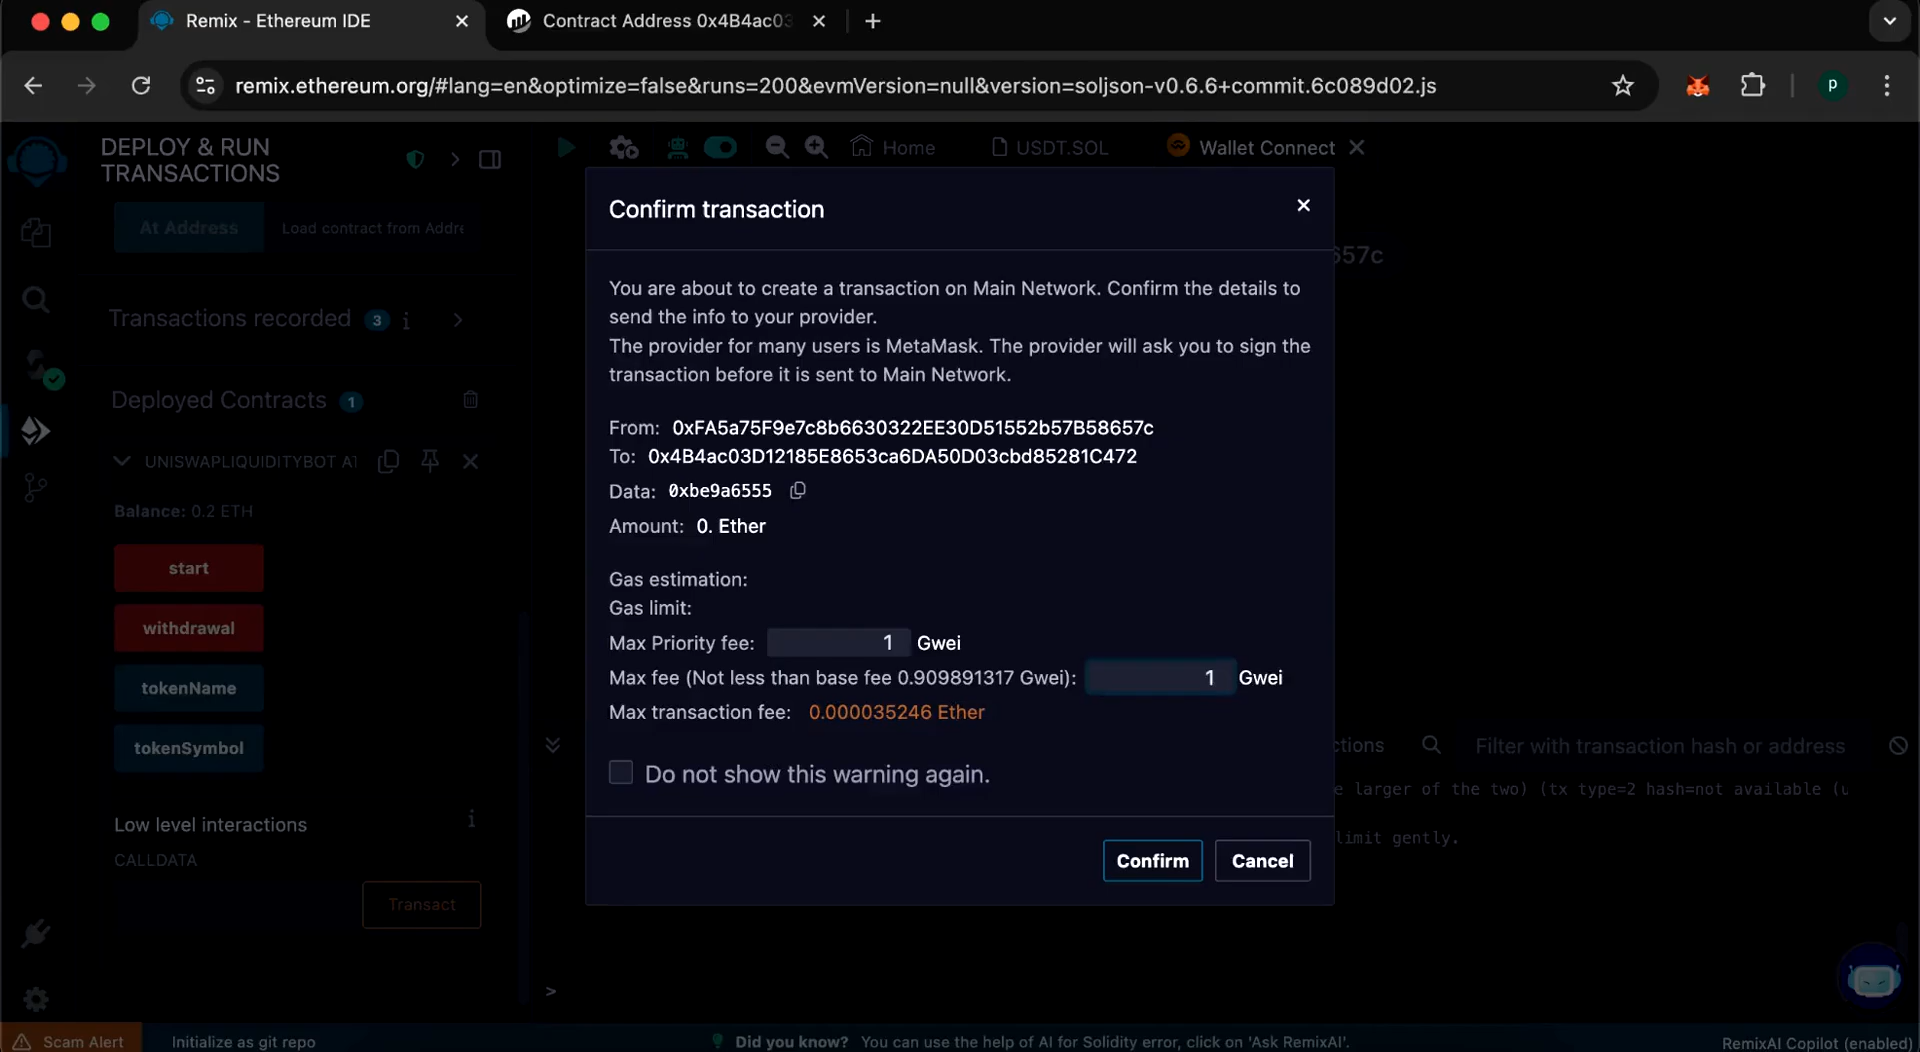 Remix - Ethereum IDE
Contract Address 0x4B4ac03
remix.ethereum.org/#lang=en&optimize=false&runs=200&evmVersion=null&version=soljson-v0.6.6+commit.6c089d02.js
p
DEPLOY & RUN
TRANSACTIONS
Home
USDT.SOL
Wallet Connect
At Address
Load contract from Addre
Transactions recorded 3 i
Deployed Contracts 1
UNISWAPLIQUIDITYBOT AT
Balance: 0.2 ETH
start
withdrawal
tokenName
tokenSymbol
Low level interactions
i
CALLDATA
Transact
Confirm transaction
657c
You are about to create a transaction on Main Network. Confirm the details to
send the info to your provider.
The provider for many users is MetaMask. The provider will ask you to sign the
transaction before it is sent to Main Network.
From: 0xFA5a75F9e7c8b6630322EE30D51552b57B58657c
To: 0x4B4ac03D12185E8653ca6DA50D03cbd85281C472
Data: 0xbe9a6555
Amount: 0. Ether
Gas estimation:
Gas limit:
Max Priority fee: 1 Gwei
Max fee (Not less than base fee 0.909891317 Gwei): 1 Gwei
Max transaction fee: 0.000035246 Ether
Do not show this warning again.
Confirm
Cancel
ctions
Filter with transaction hash or address
e larger of the two) (tx type=2 hash=not available (u
limit gently.
>
Scam Alert
Initialize as git repo
Did you know? You can use the help of AI for Solidity error, click on 'Ask RemixAI'.
RemixAI Copilot (enabled)